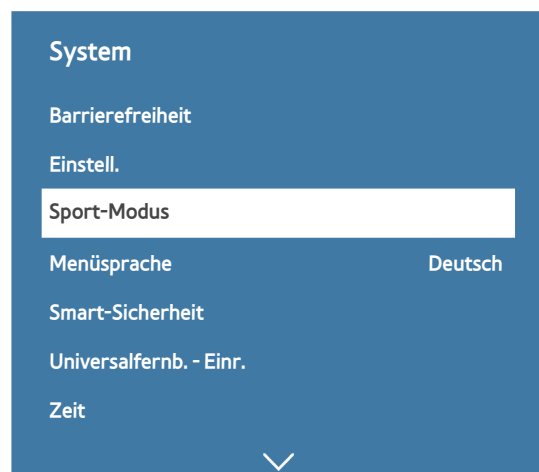 System
Barrierefreiheit
Einstell.
Sport-Modus
Menüsprache Deutsch
Smart-Sicherheit
Universalfernb. - Einr.
Zeit